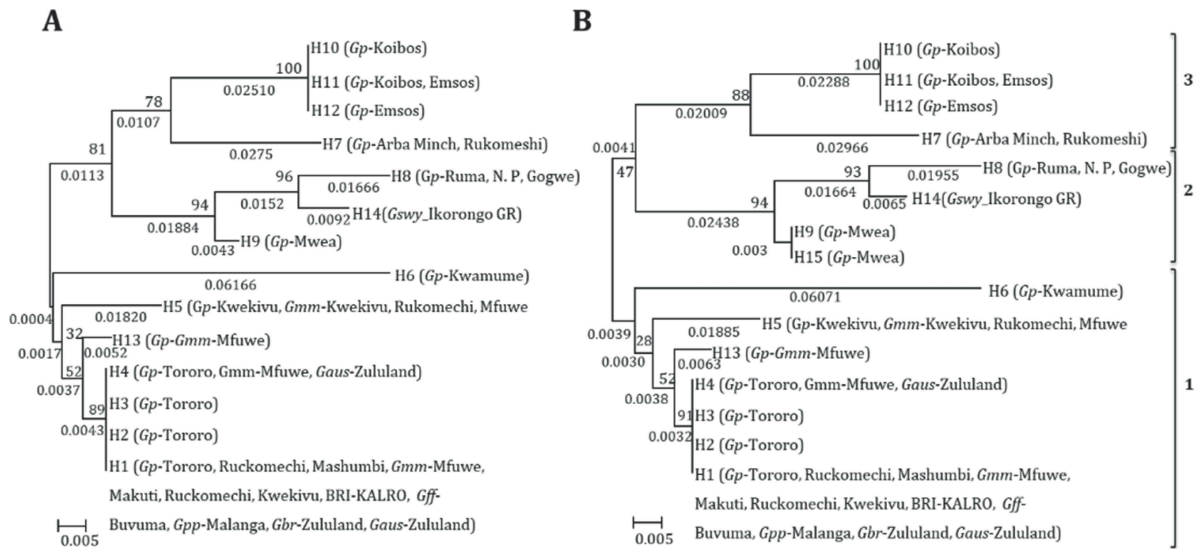 A
H10 (Gp-Koibos)
100
H11 (Gp-Koibos, Emsos)
0.02510
78
H12 (Gp-Emsos)
0.0107
H7 (Gp-Arba Minch, Rukomeshi)
0.0275
81
0.0113
96
H8 (Gp-Ruma, N. P, Gogwe)
0.01666
0.0152
94
H14(Gswy_Ikorongo GR)
0.0092
0.01884
H9 (Gp-Mwea)
0.0043
H6 (Gp-Kwamume)
0.06166
H5 (Gp-Kwekivu, Gmm-Kwekivu, Rukomechi, Mfuwe
0.01820
0.0004
32
H13 (Gp-Gmm-Mfuwe)
0.0017
0.0052
52
H4 (Gp-Tororo, Gmm-Mfuwe, Gaus-Zululand)
0.0037
89
H3 (Gp-Tororo)
0.0043
H2 (Gp-Tororo)
H1 (Gp-Tororo, Ruckomechi, Mashumbi, Gmm-Mfuwe,
Makuti, Ruckomechi, Kwekivu, BRI-KALRO, Gff-
Buvuma, Gpp-Malanga, Gbr-Zululand, Gaus-Zululand)
0.005
B
H10 (Gp-Koibos)
100
H11 (Gp-Koibos, Emsos)
0.02288
88
H12 (Gp-Emsos)
0.02009
H7 (Gp-Arba Minch, Rukomeshi)
0.02966
3
0.0041
47
93
H8 (Gp-Ruma, N. P, Gogwe)
0.01955
0.01664
94
H14(Gswy_Ikorongo GR)
0.0065
0.02438
H9 (Gp-Mwea)
0.003
H15 (Gp-Mwea)
2
H6 (Gp-Kwamume)
0.06071
H5 (Gp-Kwekivu, Gmm-Kwekivu, Rukomechi, Mfuwe
0.01885
0.0039
28
H13 (Gp-Gmm-Mfuwe)
0.0030
0.0063
52
H4 (Gp-Tororo, Gmm-Mfuwe, Gaus-Zululand)
0.0038
91
H3 (Gp-Tororo)
0.0032
H2 (Gp-Tororo)
H1 (Gp-Tororo, Ruckomechi, Mashumbi, Gmm-Mfuwe,
Makuti, Ruckomechi, Kwekivu, BRI-KALRO, Gff-
Buvuma, Gpp-Malanga, Gbr-Zululand, Gaus-Zululand)
1
0.005